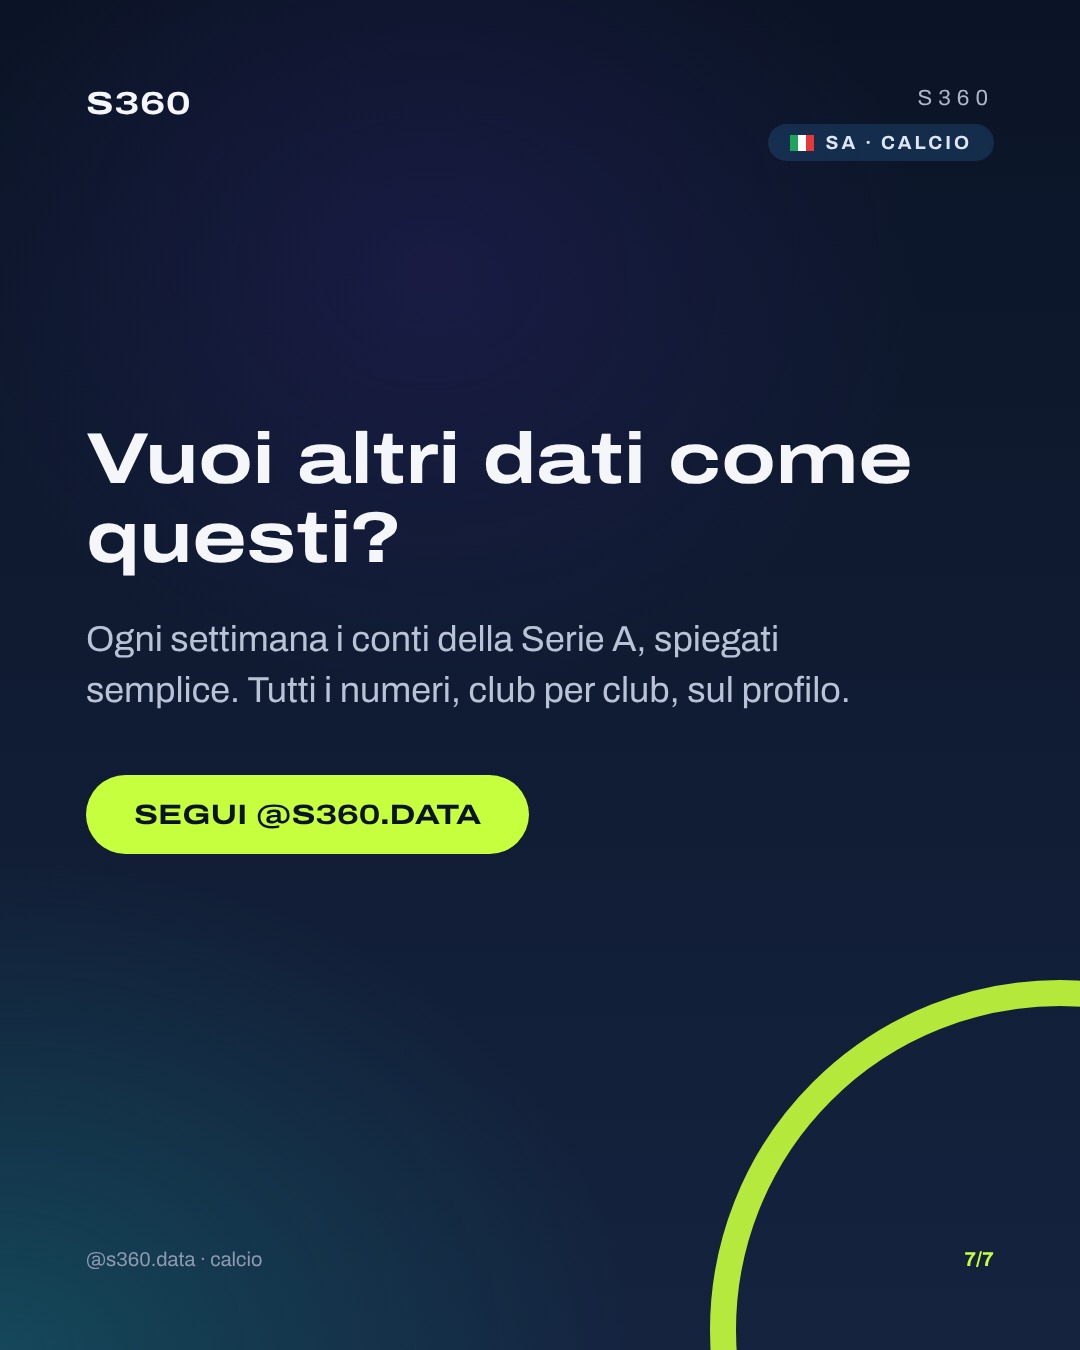 S360
S360
SA · CALCIO
Vuoi altri dati come
questi?
Ogni settimana i conti della Serie A, spiegati
semplice. Tutti i numeri, club per club, sul profilo.
SEGUI @S360.DATA
@s360.data · calcio
7/7